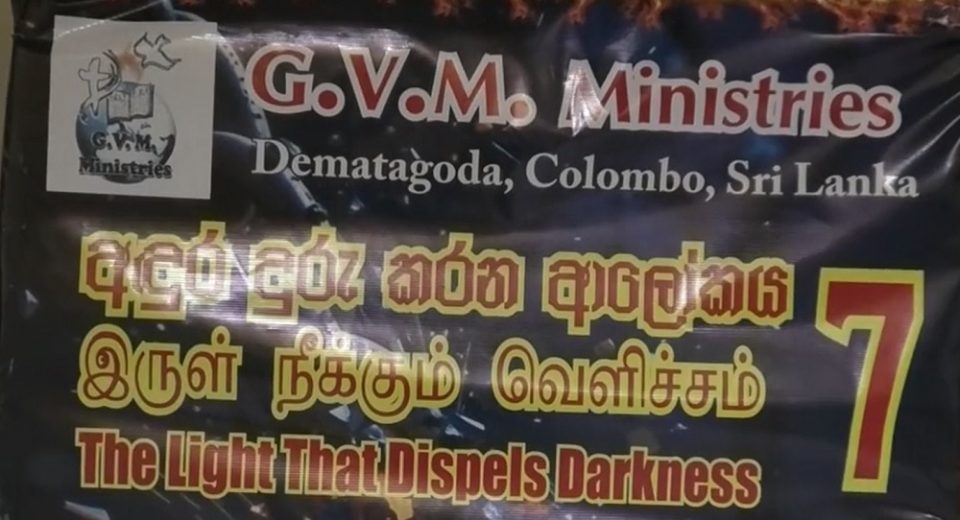 G.V.M.
Ministries
G.V.M. Ministries
Dematagoda, Colombo, Sri Lanka
අඳුර දුරු කරන ආලෝකය
இருள் நீக்கும் வெளிச்சம்
The Light That Dispels Darkness
7